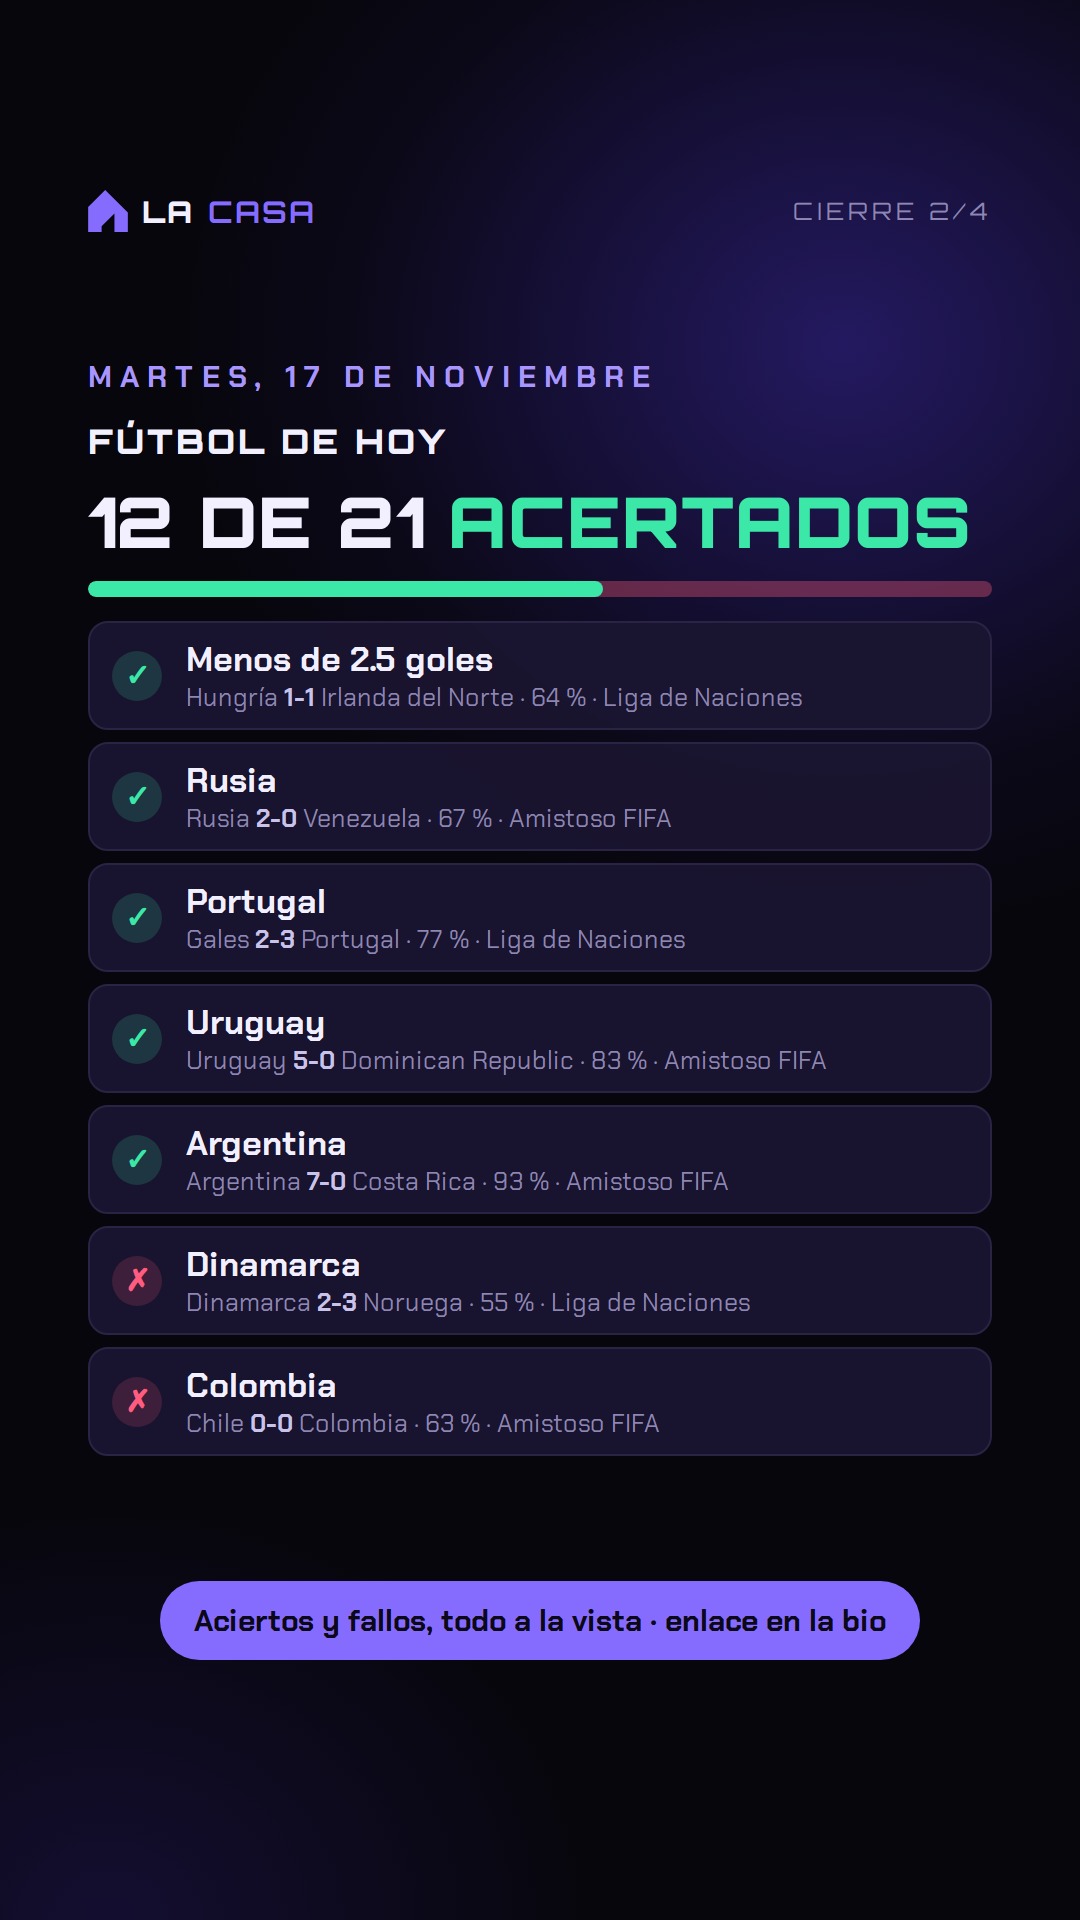 LA CASA
CIERRE 2/4
MARTES, 17 DE NOVIEMBRE
FÚTBOL DE HOY
12 DE 21 ACERTADOS
✓ Menos de 2.5 goles
Hungría 1-1 Irlanda del Norte · 64 % · Liga de Naciones
✓ Rusia
Rusia 2-0 Venezuela · 67 % · Amistoso FIFA
✓ Portugal
Gales 2-3 Portugal · 77 % · Liga de Naciones
✓ Uruguay
Uruguay 5-0 Dominican Republic · 83 % · Amistoso FIFA
✓ Argentina
Argentina 7-0 Costa Rica · 93 % · Amistoso FIFA
✗ Dinamarca
Dinamarca 2-3 Noruega · 55 % · Liga de Naciones
✗ Colombia
Chile 0-0 Colombia · 63 % · Amistoso FIFA
Aciertos y fallos, todo a la vista · enlace en la bio